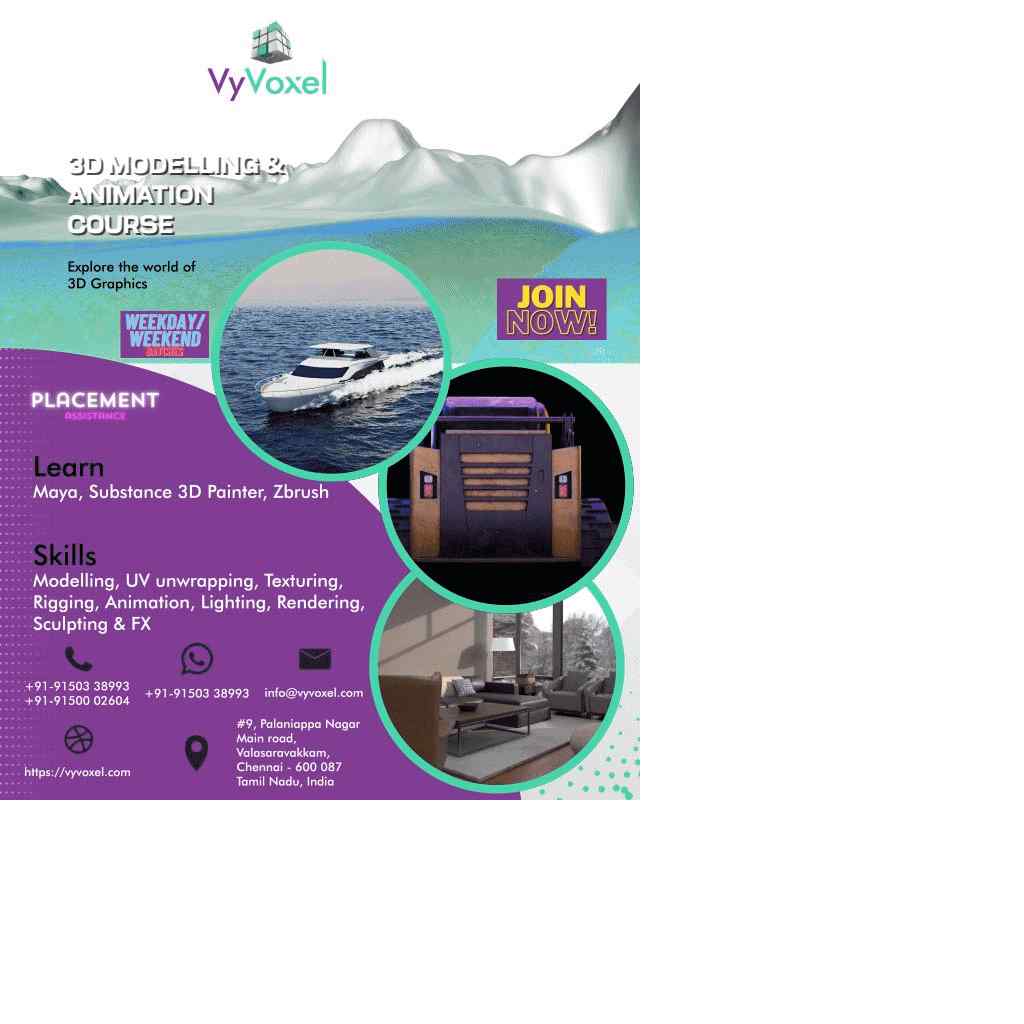 VyVoxel
3D MODELLING &
ANIMATION
COURSE
Explore the world of
3D Graphics
WEEKDAY/
WEEKEND
BATCHES
JOIN
NOW!
PLACEMENT
ASSISTANCE
Learn
Maya, Substance 3D Painter, Zbrush
Skills
Modelling, UV unwrapping, Texturing,
Rigging, Animation, Lighting, Rendering,
Sculpting & FX
+91-91503 38993
+91-91500 02604
+91-91503 38993
info@vyvoxel.com
https://vyvoxel.com
#9, Palaniappa Nagar
Main road,
Valasaravakkam,
Chennai - 600 087
Tamil Nadu, India